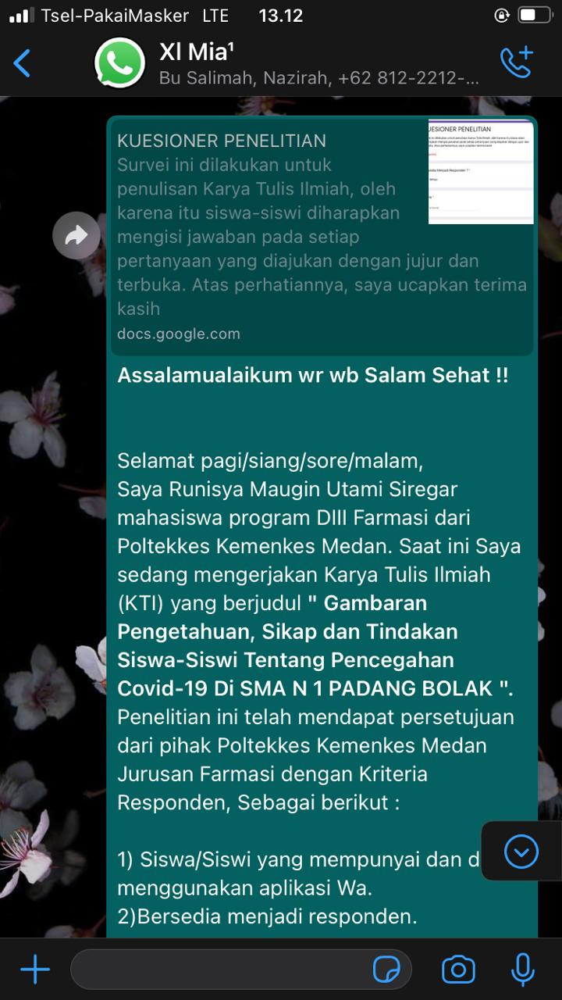 Tsel-PakaiMasker LTE 13.12
XI Mia¹
Bu Salimah, Nazirah, +62 812-2212-...
KUESIONER PENELITIAN
Survei ini dilakukan untuk
penulisan Karya Tulis Ilmiah, oleh
karena itu siswa-siswi diharapkan
mengisi jawaban pada setiap
pertanyaan yang diajukan dengan jujur dan
terbuka. Atas perhatiannya, saya ucapkan terima
kasih
docs.google.com
UESIONER PENELITIAN
Assalamualaikum wr wb Salam Sehat !!
Selamat pagi/siang/sore/malam,
Saya Runisya Maugin Utami Siregar
mahasiswa program DIII Farmasi dari
Poltekkes Kemenkes Medan. Saat ini Saya
sedang mengerjakan Karya Tulis Ilmiah
(KTI) yang berjudul " Gambaran
Pengetahuan, Sikap dan Tindakan
Siswa-Siswi Tentang Pencegahan
Covid-19 Di SMA N 1 PADANG BOLAK ".
Penelitian ini telah mendapat persetujuan
dari pihak Poltekkes Kemenkes Medan
Jurusan Farmasi dengan Kriteria
Responden, Sebagai berikut :
1) Siswa/Siswi yang mempunyai dan d
menggunakan aplikasi Wa.
2)Bersedia menjadi responden.